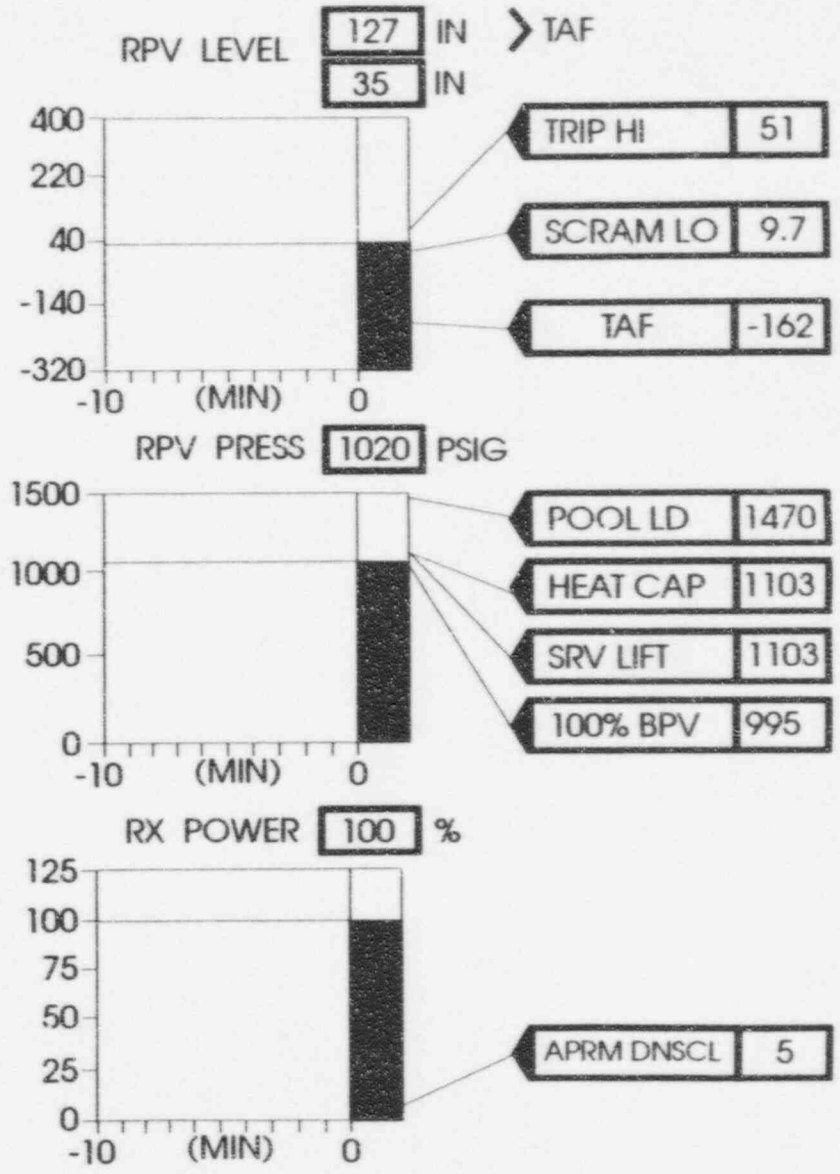 RPV LEVEL 127 IN > TAF
35 IN
400
220
40
-140
-320
-10 (MIN) 0
TRIP HI 51
SCRAM LO 9.7
TAF -162
RPV PRESS 1020 PSIG
1500
1000
500
0
-10 (MIN) 0
POOL LD 1470
HEAT CAP 1103
SRV LIFT 1103
100% BPV 995
RX POWER 100 %
125
100
75
50
25
0
-10 (MIN) 0
APRM DNSCL 5